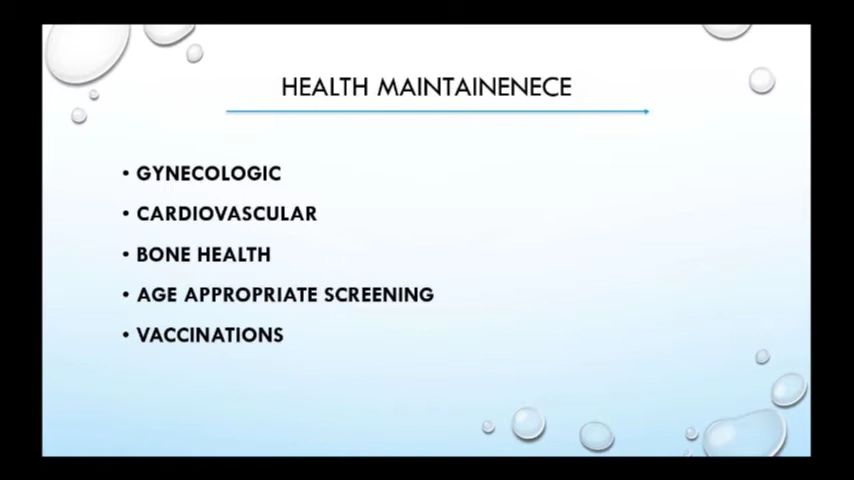 HEALTH MAINTAINENECE
• GYNECOLOGIC
• CARDIOVASCULAR
• BONE HEALTH
• AGE APPROPRIATE SCREENING
• VACCINATIONS